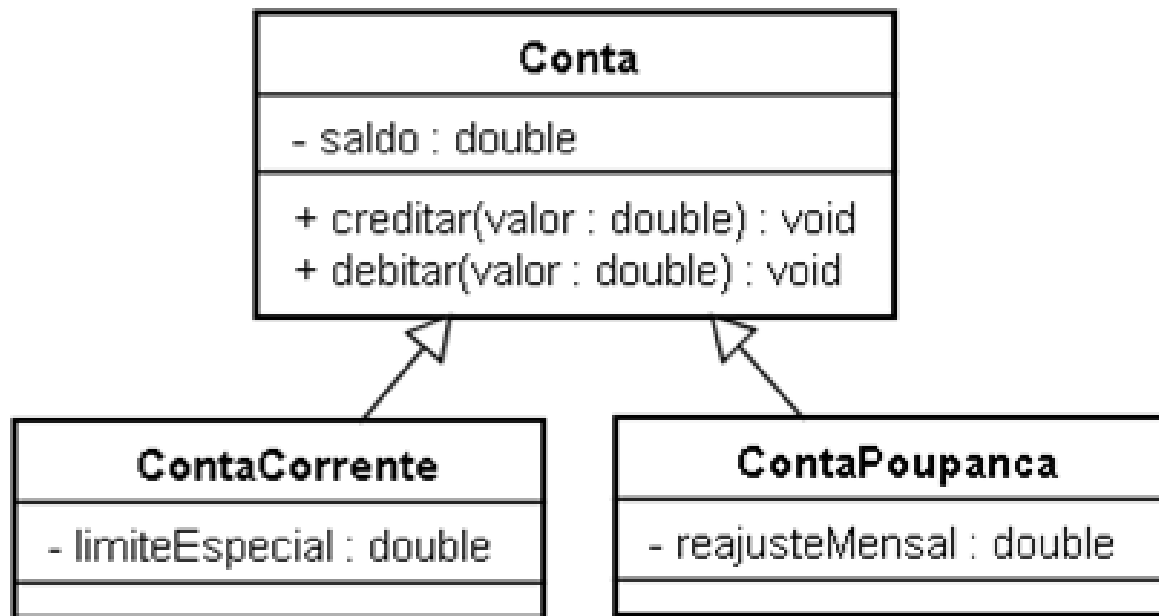 Conta
- saldo : double
+ creditar(valor : double) : void
+ debitar(valor : double) : void
ContaCorrente
- limiteEspecial : double
ContaPoupanca
- reajusteMensal : double